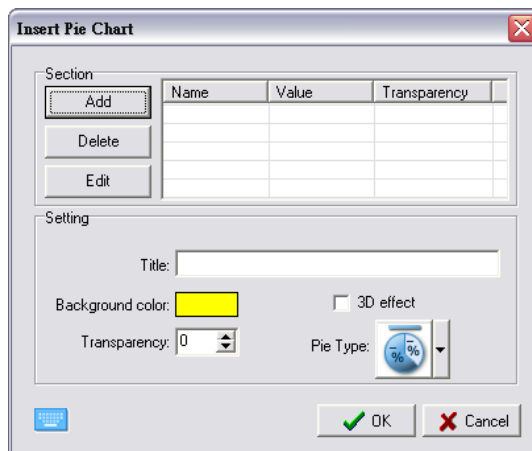 Insert Pie Chart
Section
Add
Name Value Transparency
Delete
Edit
Setting
Title:
Background color: 3D effect
Transparency: 0 Pie Type: % %
OK Cancel